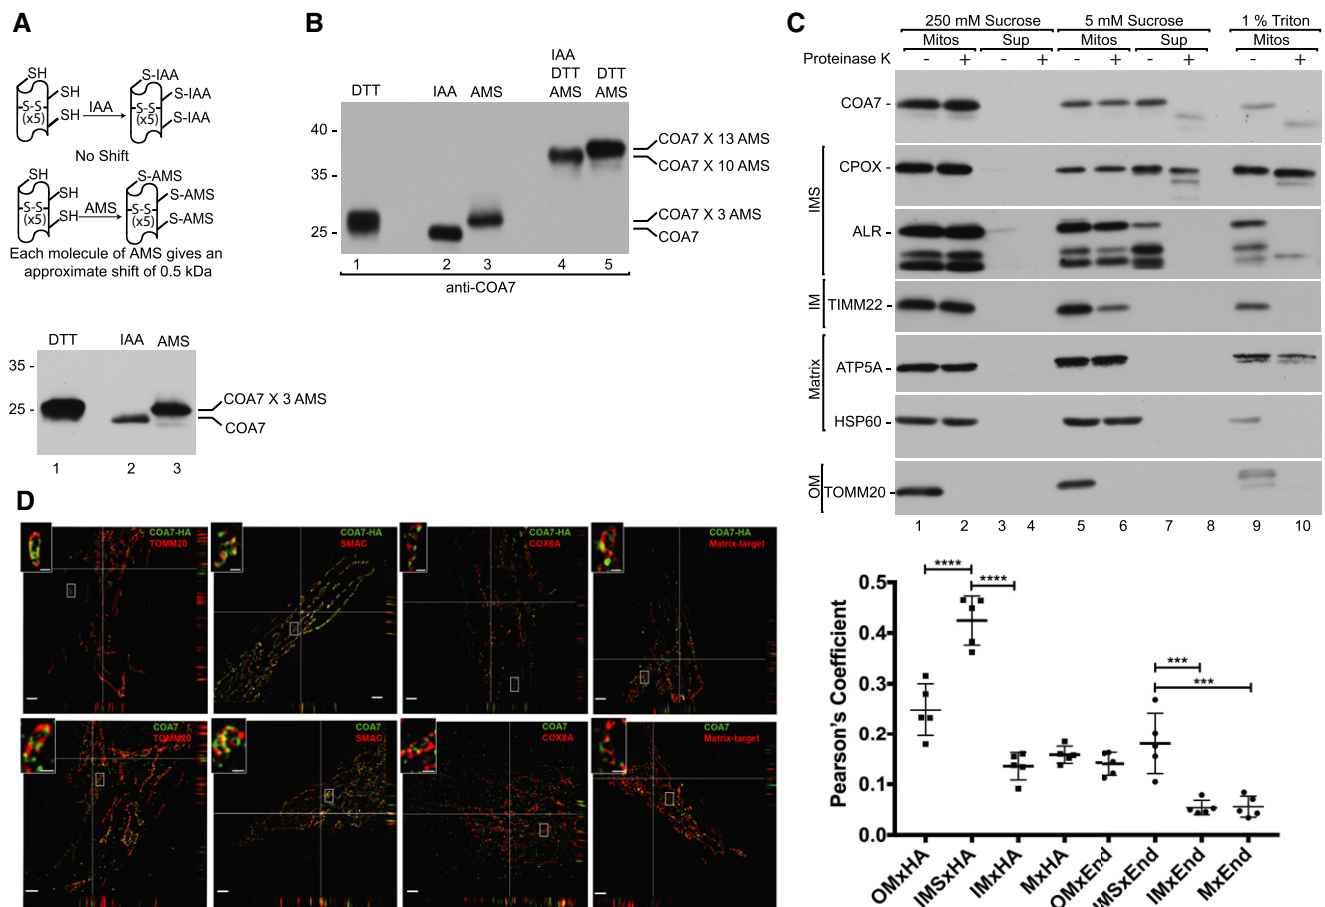 A
SH
SH
S-S
(x5)
SH
IAA
S-IAA
S-IAA
S-S
(x5)
S-IAA
No Shift
SH
SH
S-S
(x5)
SH
AMS
S-AMS
S-AMS
S-S
(x5)
S-AMS
Each molecule of AMS gives an
approximate shift of 0.5 kDa
DTT IAA AMS
35 -
25 -
COA7 X 3 AMS
COA7
1 2 3
B
DTT IAA AMS
IAA
DTT
AMS
DTT
AMS
40 -
35 -
25 -
COA7 X 13 AMS
COA7 X 10 AMS
COA7 X 3 AMS
COA7
1 2 3 4 5
anti-COA7
C
250 mM Sucrose 5 mM Sucrose 1 % Triton
Mitos Sup Mitos Sup Mitos
Proteinase K - + - + - + - + - +
COA7 -
IMS
CPOX -
ALR -
IM
TIMM22 -
Matrix
ATP5A -
HSP60 -
OM
TOMM20 -
1 2 3 4 5 6 7 8 9 10
D
COA7-HA
TOMM20
COA7-HA
SMAC
COA7-HA
COX8A
COA7-HA
Matrix-target
COA7
TOMM20
COA7
SMAC
COA7
COX8A
COA7
Matrix-target
Pearson's Coefficient
0.5
0.4
0.3
0.2
0.1
0.0
**** ****
***
***
OMxHA
IMSxHA
IMxHA
MxHA
OMxEnd
IMSxEnd
IMxEnd
MxEnd